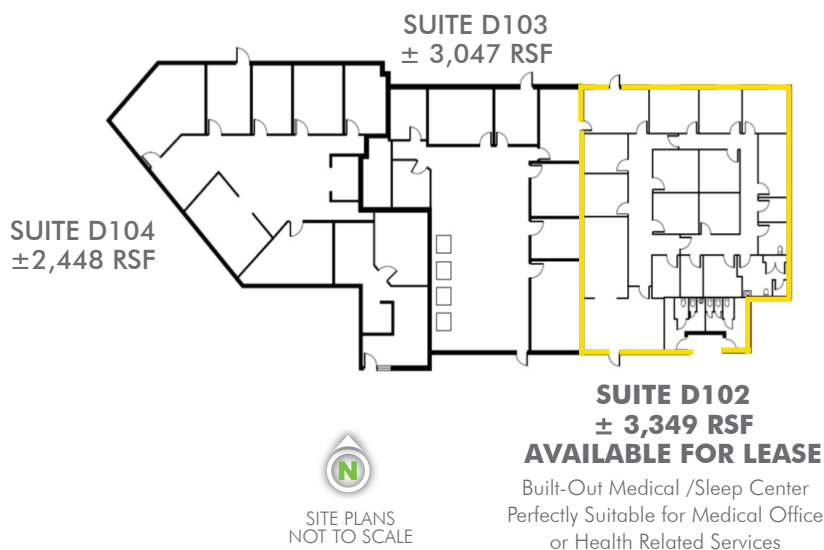 SUITE D103
± 3,047 RSF
SUITE D104
±2,448 RSF
SUITE D102
± 3,349 RSF
AVAILABLE FOR LEASE
Built-Out Medical /Sleep Center
Perfectly Suitable for Medical Office
or Health Related Services
N
SITE PLANS
NOT TO SCALE